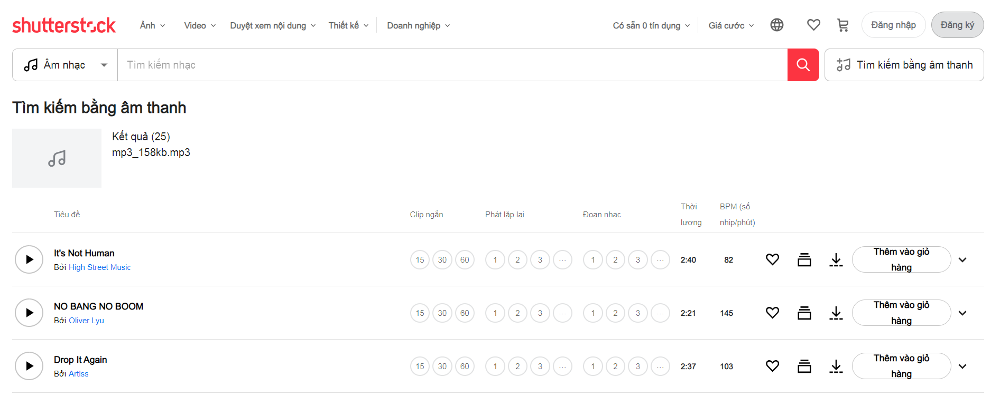 shutterstock
Ảnh Video Duyệt xem nội dung Thiết kế Doanh nghiệp Có sẵn 0 tín dụng Giá cước Đăng nhập Đăng ký
Âm nhạc Tìm kiếm nhạc Tìm kiếm bằng âm thanh
Tìm kiếm bằng âm thanh
Kết quả (25)
mp3_158kb.mp3
Tiêu đề Clip ngắn Phát lặp lại Đoạn nhạc Thời lượng BPM (số nhịp/phút)
It's Not Human
Bởi High Street Music
15 30 60 1 2 3 ... 1 2 3 ... 2:40 82 Thêm vào giỏ hàng
NO BANG NO BOOM
Bởi Oliver Lyu
15 30 60 1 2 3 ... 1 2 3 ... 2:21 145 Thêm vào giỏ hàng
Drop It Again
Bởi Artlss
15 30 60 1 2 3 ... 1 2 3 ... 2:37 103 Thêm vào giỏ hàng